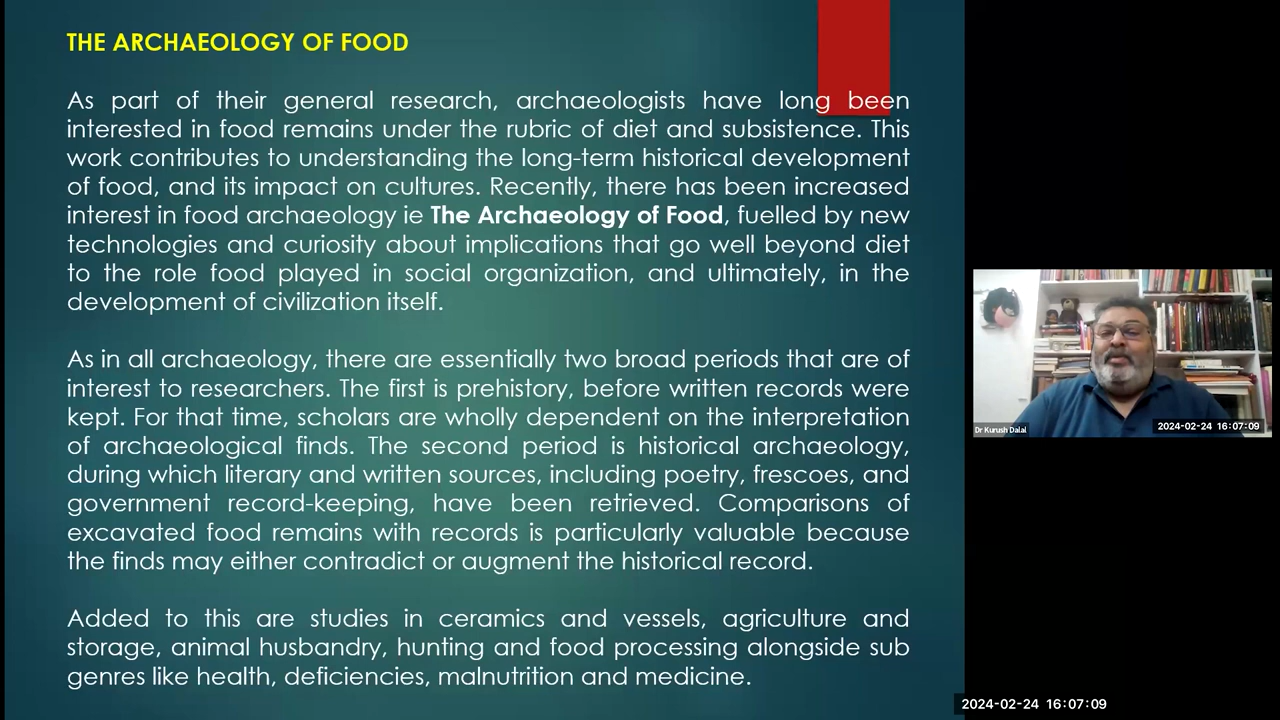 THE ARCHAEOLOGY OF FOOD
As part of their general research, archaeologists have long been
interested in food remains under the rubric of diet and subsistence. This
work contributes to understanding the long-term historical development
of food, and its impact on cultures. Recently, there has been increased
interest in food archaeology ie The Archaeology of Food, fuelled by new
technologies and curiosity about implications that go well beyond diet
to the role food played in social organization, and ultimately, in the
development of civilization itself.
As in all archaeology, there are essentially two broad periods that are of
interest to researchers. The first is prehistory, before written records were
kept. For that time, scholars are wholly dependent on the interpretation
of archaeological finds. The second period is historical archaeology,
during which literary and written sources, including poetry, frescoes, and
government record-keeping, have been retrieved. Comparisons of
excavated food remains with records is particularly valuable because
the finds may either contradict or augment the historical record.
Added to this are studies in ceramics and vessels, agriculture and
storage, animal husbandry, hunting and food processing alongside sub
genres like health, deficiencies, malnutrition and medicine.
Dr Kurush Dalal
2024-02-24 16:07:09
2024-02-24 16:07:09